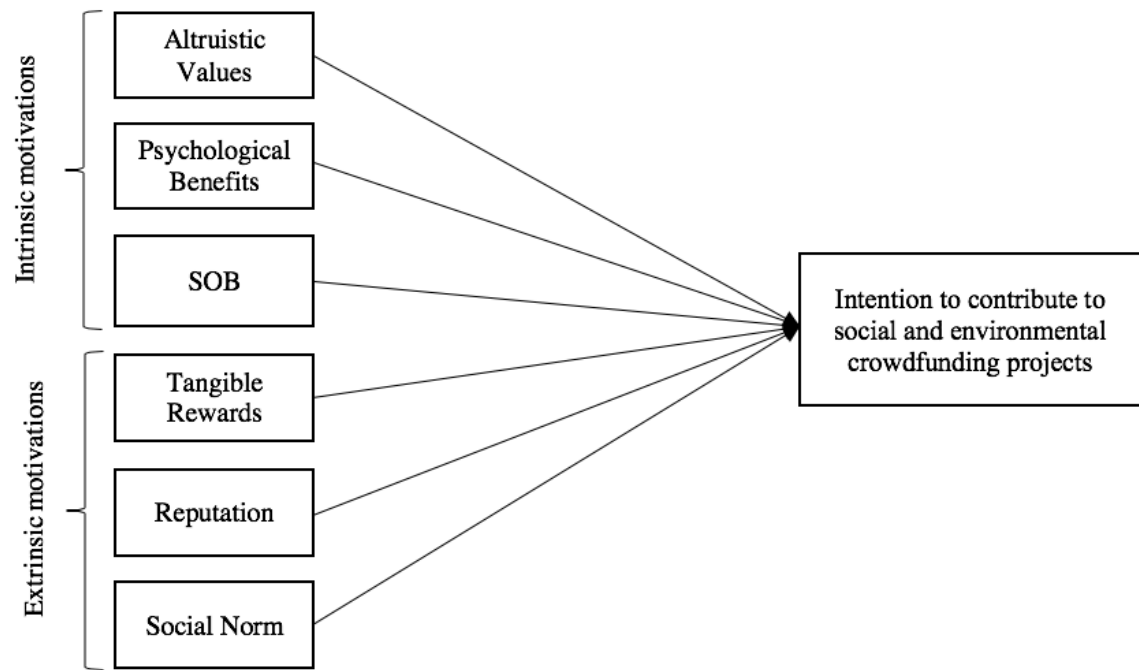 Intrinsic motivations
Altruistic
Values
Psychological
Benefits
SOB
Extrinsic motivations
Tangible
Rewards
Reputation
Social Norm
Intention to contribute to
social and environmental
crowdfunding projects